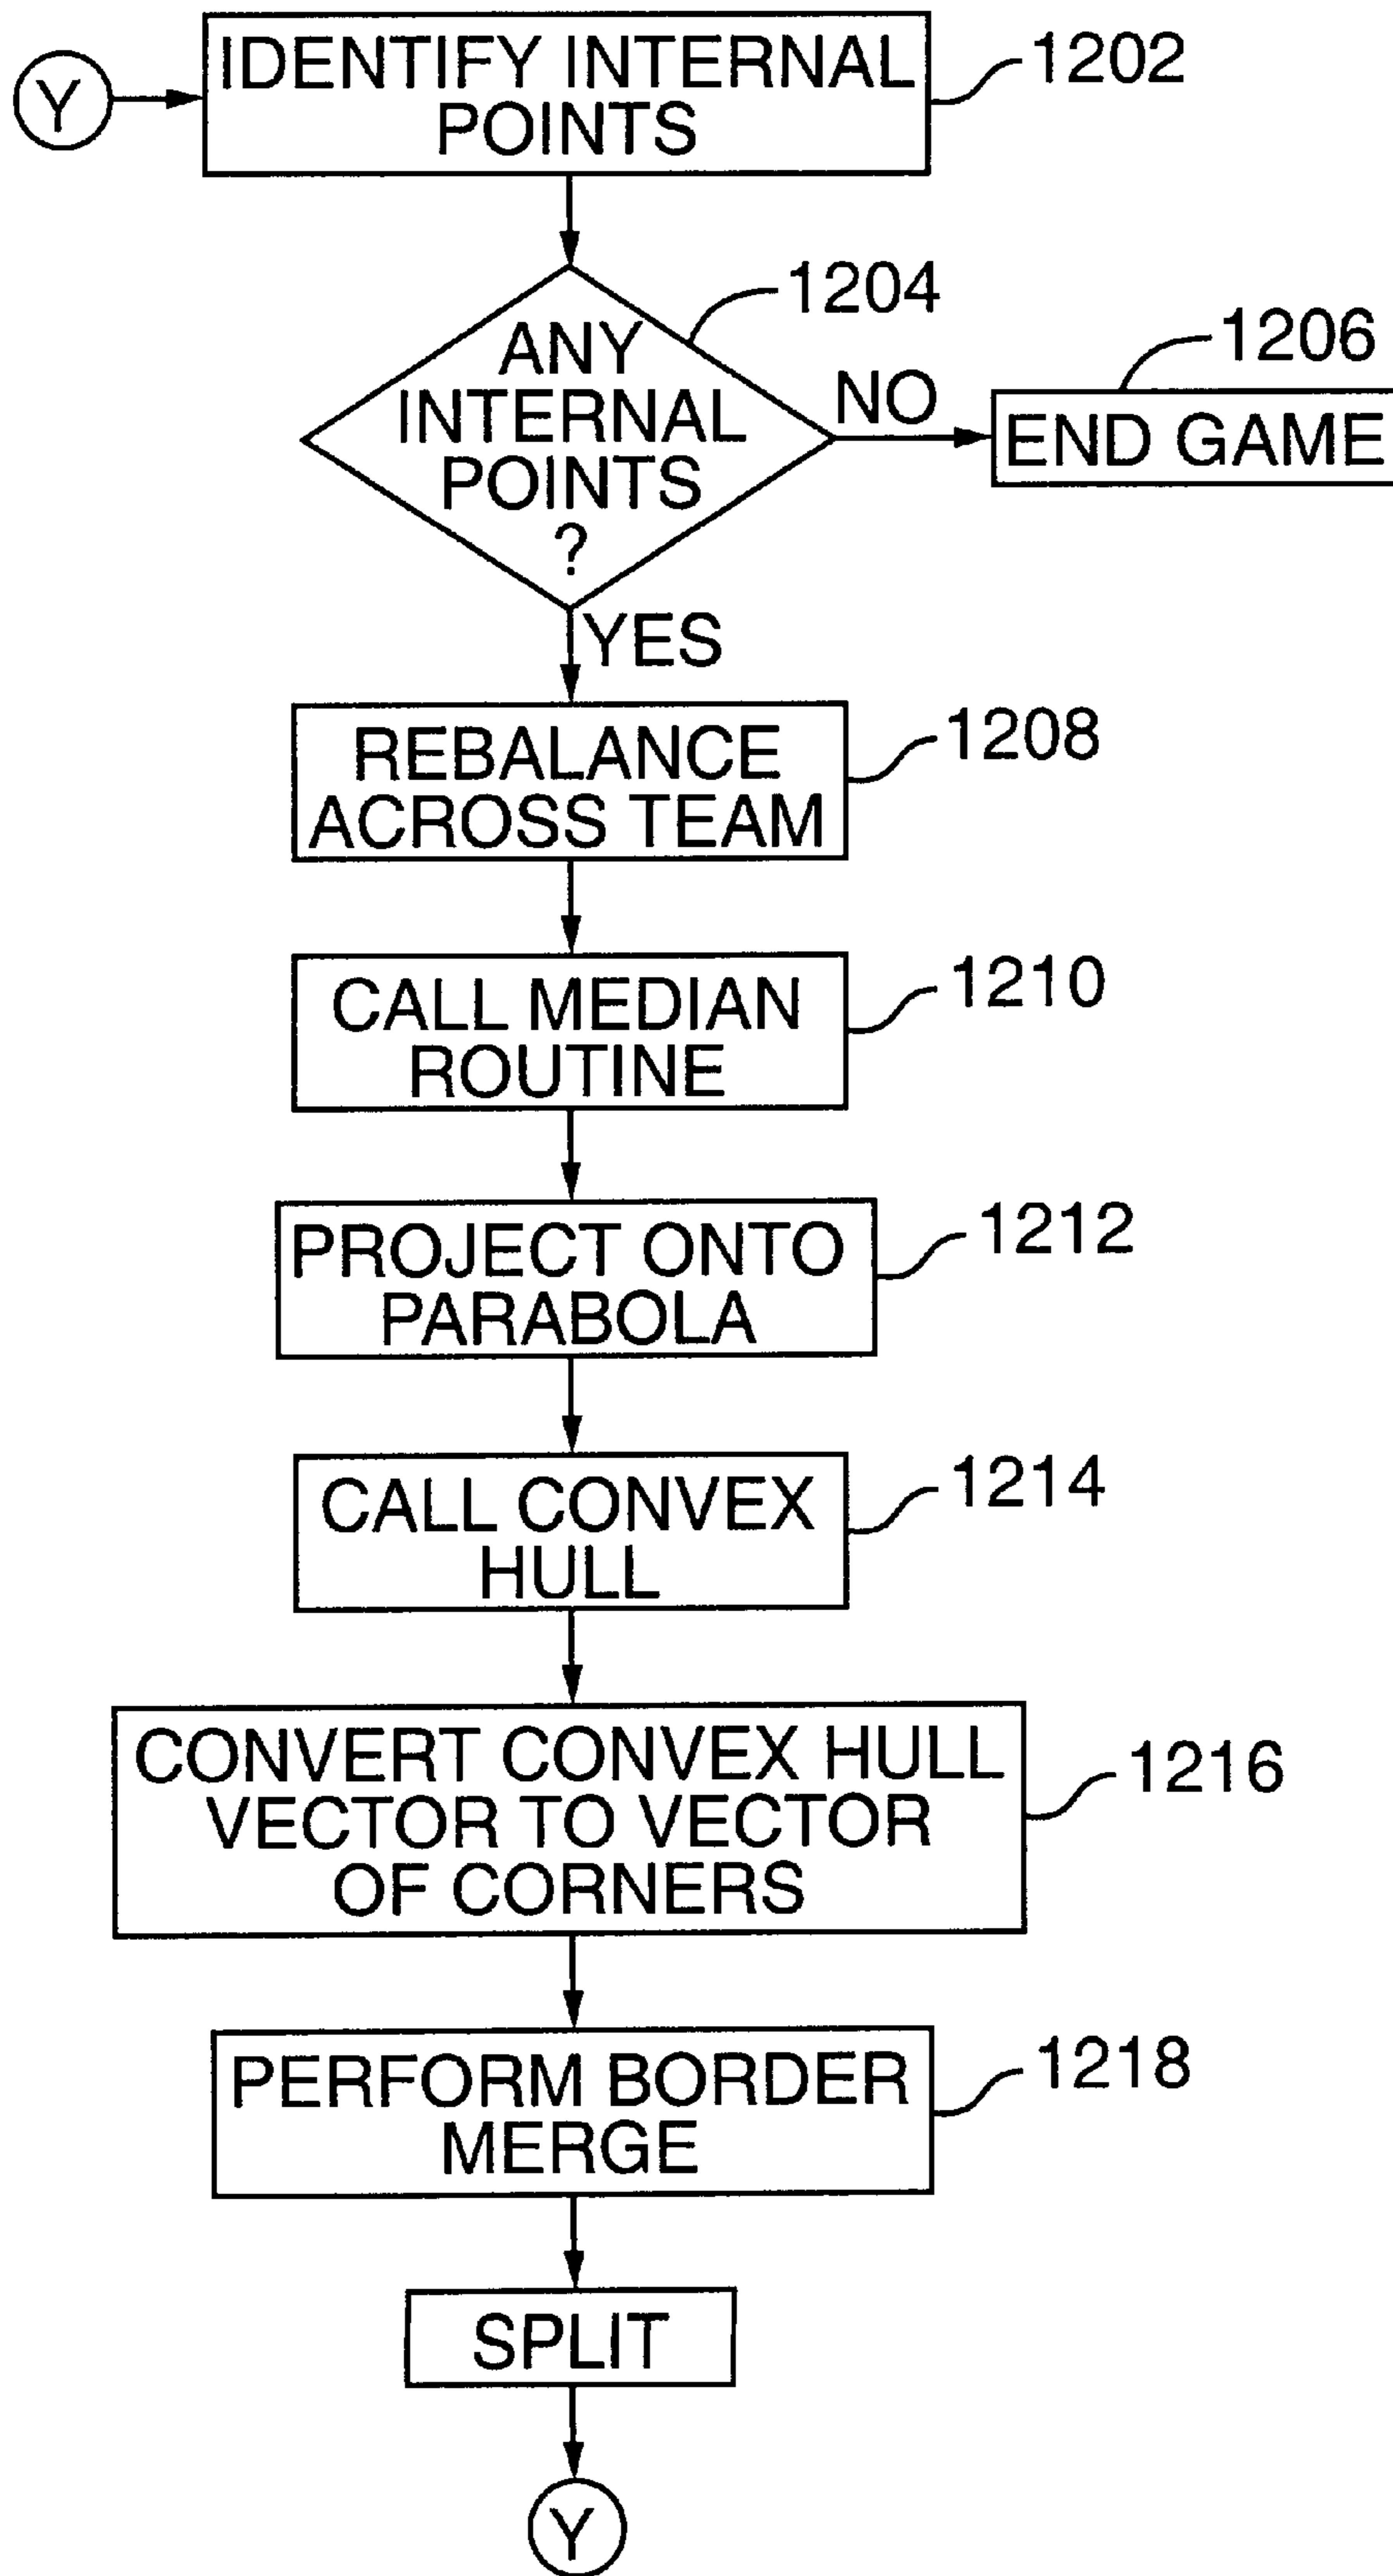 Y
IDENTIFY INTERNAL
POINTS
1202
ANY
INTERNAL
POINTS
?
1204
NO
END GAME
1206
YES
REBALANCE
ACROSS TEAM
1208
CALL MEDIAN
ROUTINE
1210
PROJECT ONTO
PARABOLA
1212
CALL CONVEX
HULL
1214
CONVERT CONVEX HULL
VECTOR TO VECTOR
OF CORNERS
1216
PERFORM BORDER
MERGE
1218
SPLIT
Y